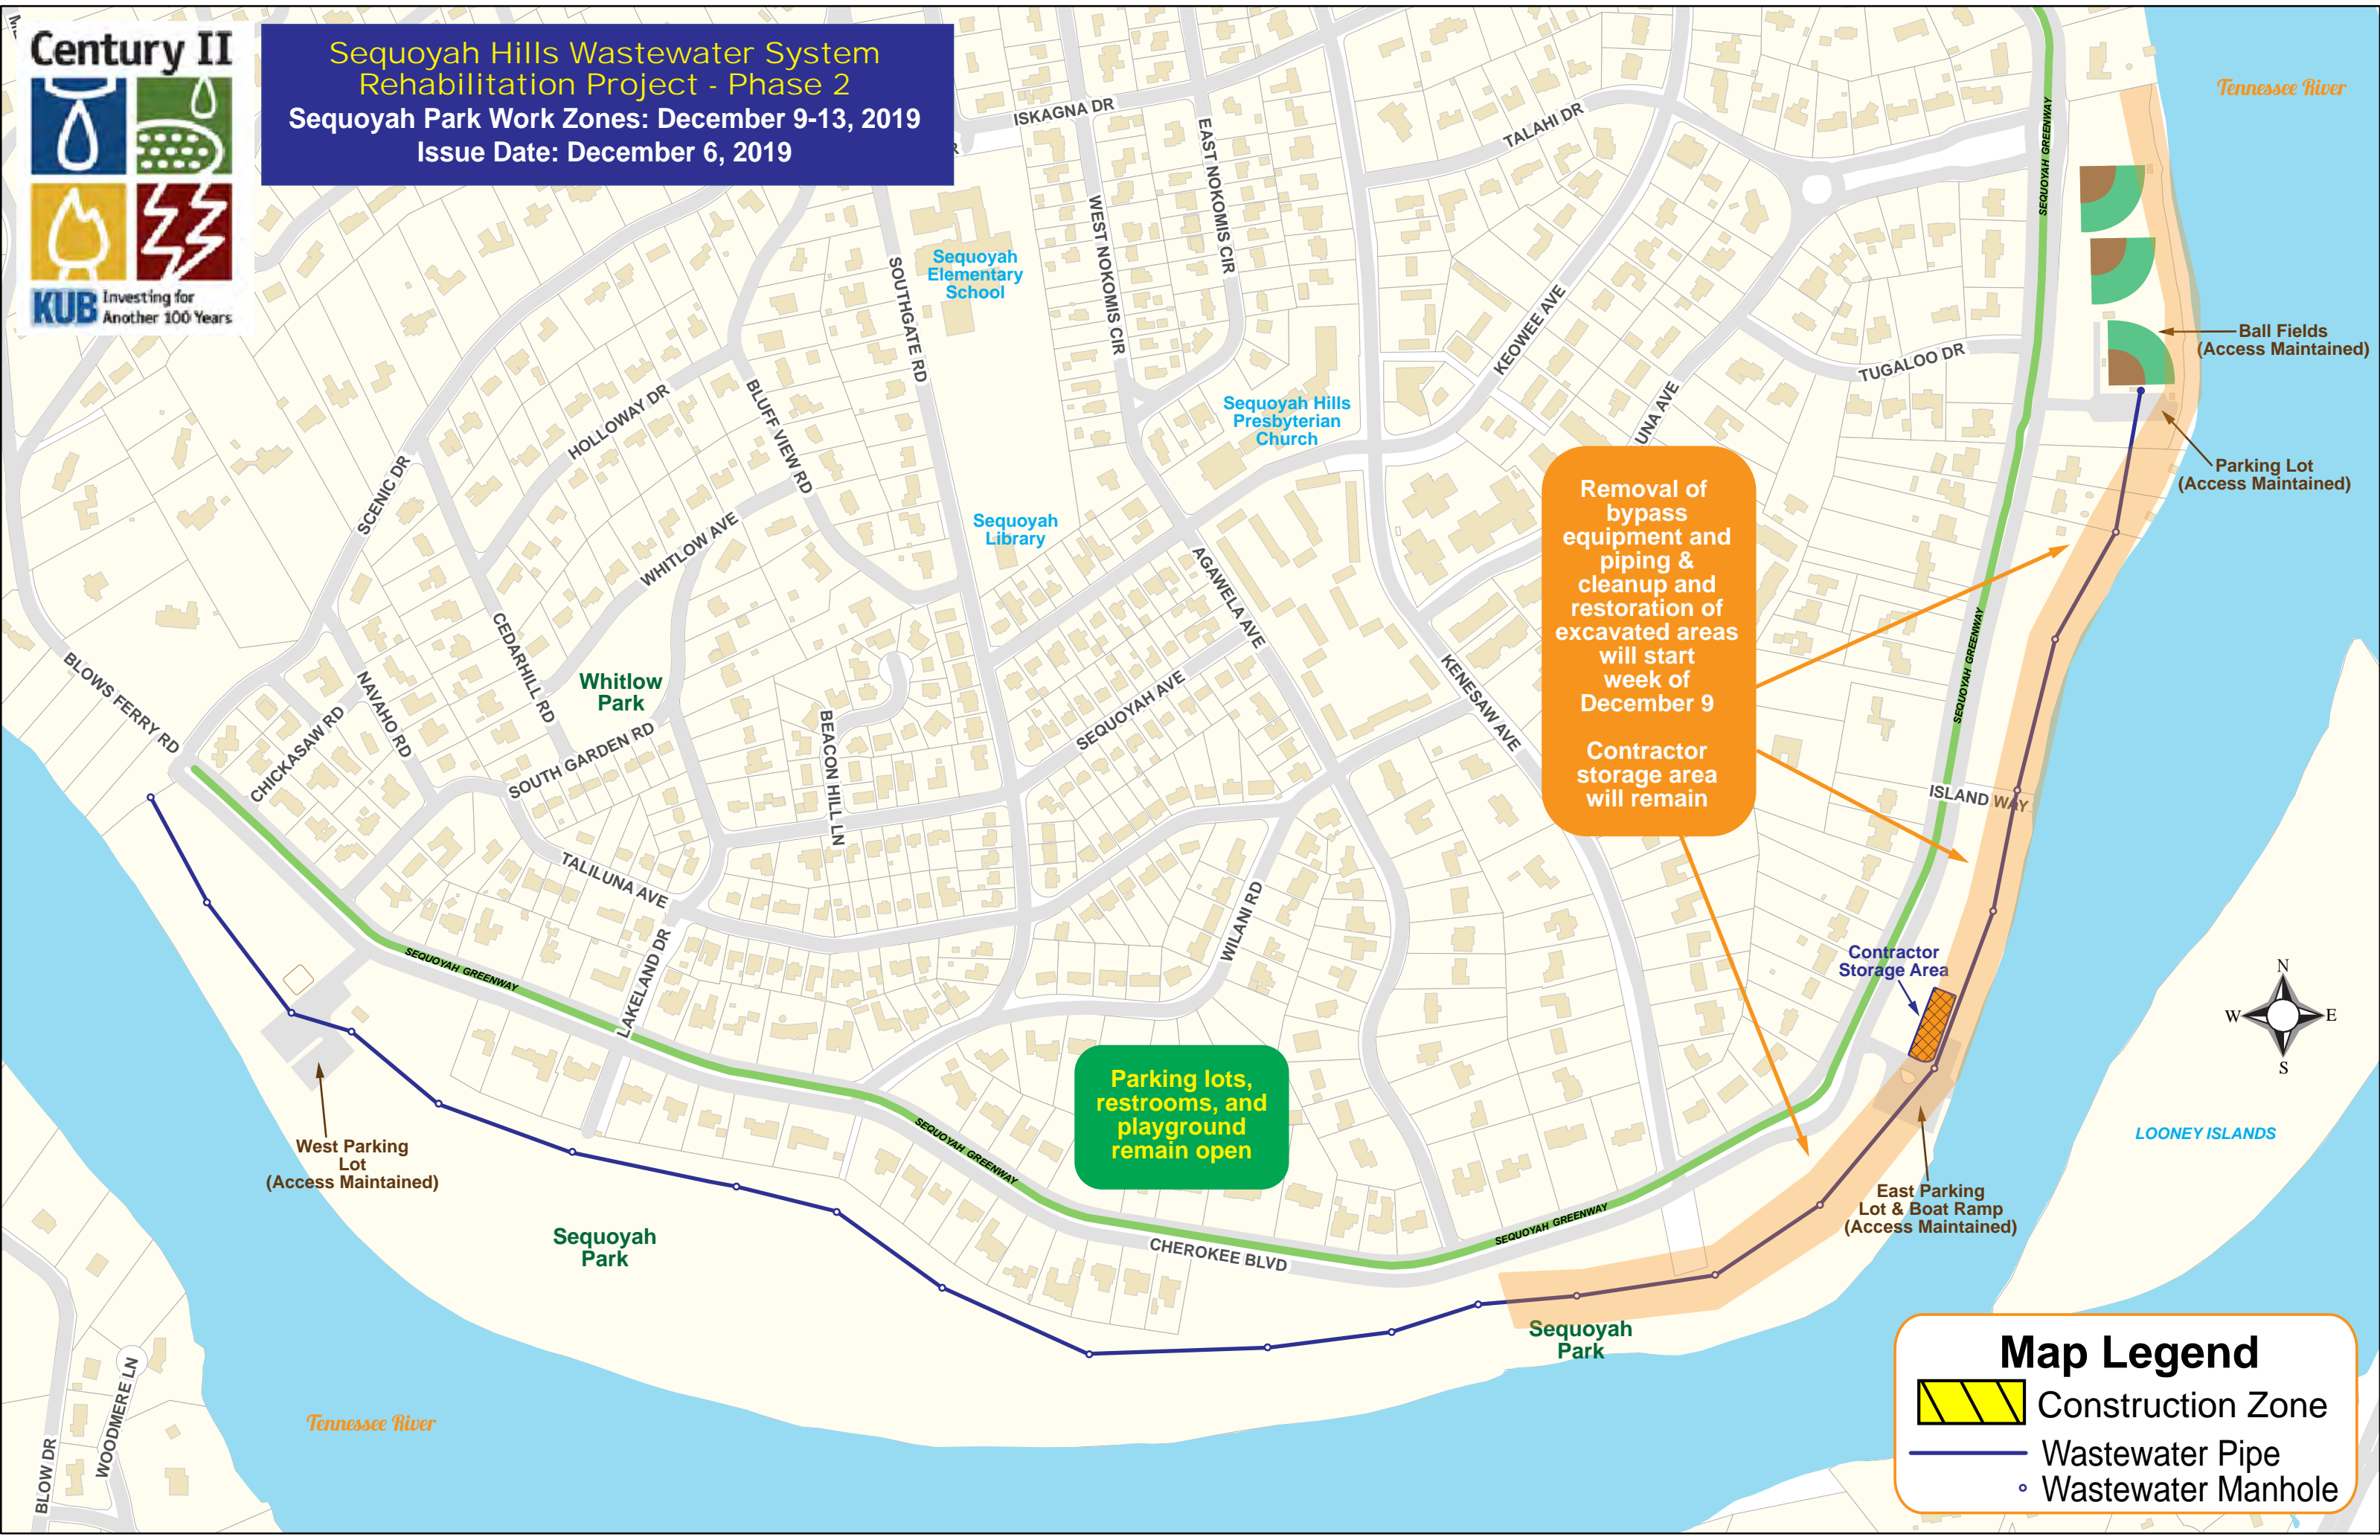 Century II
KUB Investing for
Another 100 Years
Sequoyah Hills Wastewater System
Rehabilitation Project - Phase 2
Sequoyah Park Work Zones: December 9-13, 2019
Issue Date: December 6, 2019
ISKAGNA DR
EAST NOKOMIS CIR
WEST NOKOMIS CIR
TALAHI DR
SEQUOYAH GREENWAY
Tennessee River
Sequoyah
Elementary
School
SOUTHGATE RD
KEOWEE AVE
TUGALOO DR
UNA AVE
Ball Fields
(Access Maintained)
Parking Lot
(Access Maintained)
HOLLOWAY DR
BLUFF VIEW RD
Sequoyah Hills
Presbyterian
Church
SCENIC DR
WHITLOW AVE
Sequoyah
Library
AGAWELA AVE
Removal of
bypass
equipment and
piping &
cleanup and
restoration of
excavated areas
will start
week of
December 9
Contractor
storage area
will remain
BLOWS FERRY RD
CHICKASAW RD
NAVAHO RD
CEDARHILL RD
Whitlow
Park
SOUTH GARDEN RD
BEACON HILL LN
SEQUOYAH AVE
KENESAW AVE
SEQUOYAH GREENWAY
ISLAND WAY
TALILUNA AVE
LAKELAND DR
WILANI RD
Contractor
Storage Area
SEQUOYAH GREENWAY
N
W
E
S
LOONEY ISLANDS
West Parking
Lot
(Access Maintained)
Parking lots,
restrooms, and
playground
remain open
SEQUOYAH GREENWAY
SEQUOYAH GREENWAY
East Parking
Lot & Boat Ramp
(Access Maintained)
Sequoyah
Park
CHEROKEE BLVD
Sequoyah
Park
Tennessee River
WOODMERE LN
BLOW DR
Map Legend
Construction Zone
Wastewater Pipe
Wastewater Manhole